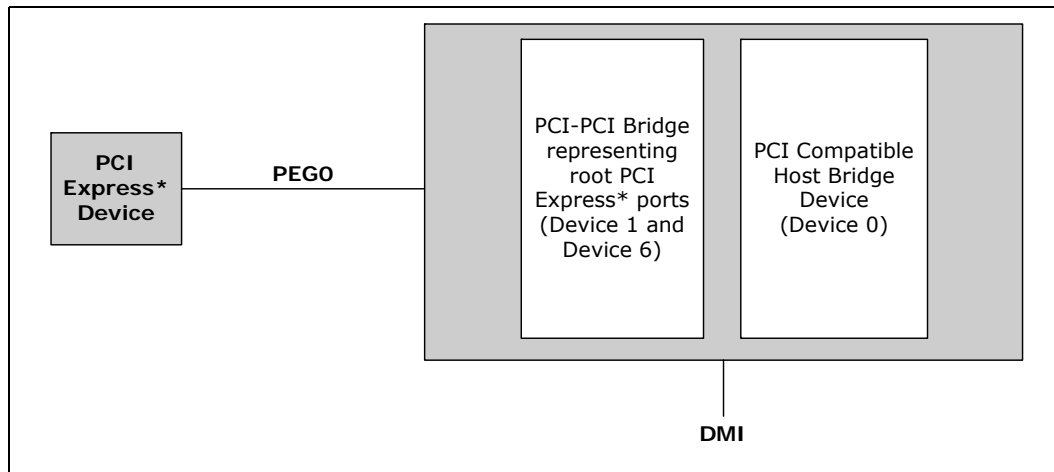 PCI
Express*
Device
PEG0
PCI-PCI Bridge
representing
root PCI
Express* ports
(Device 1 and
Device 6)
PCI Compatible
Host Bridge
Device
(Device 0)
DMI